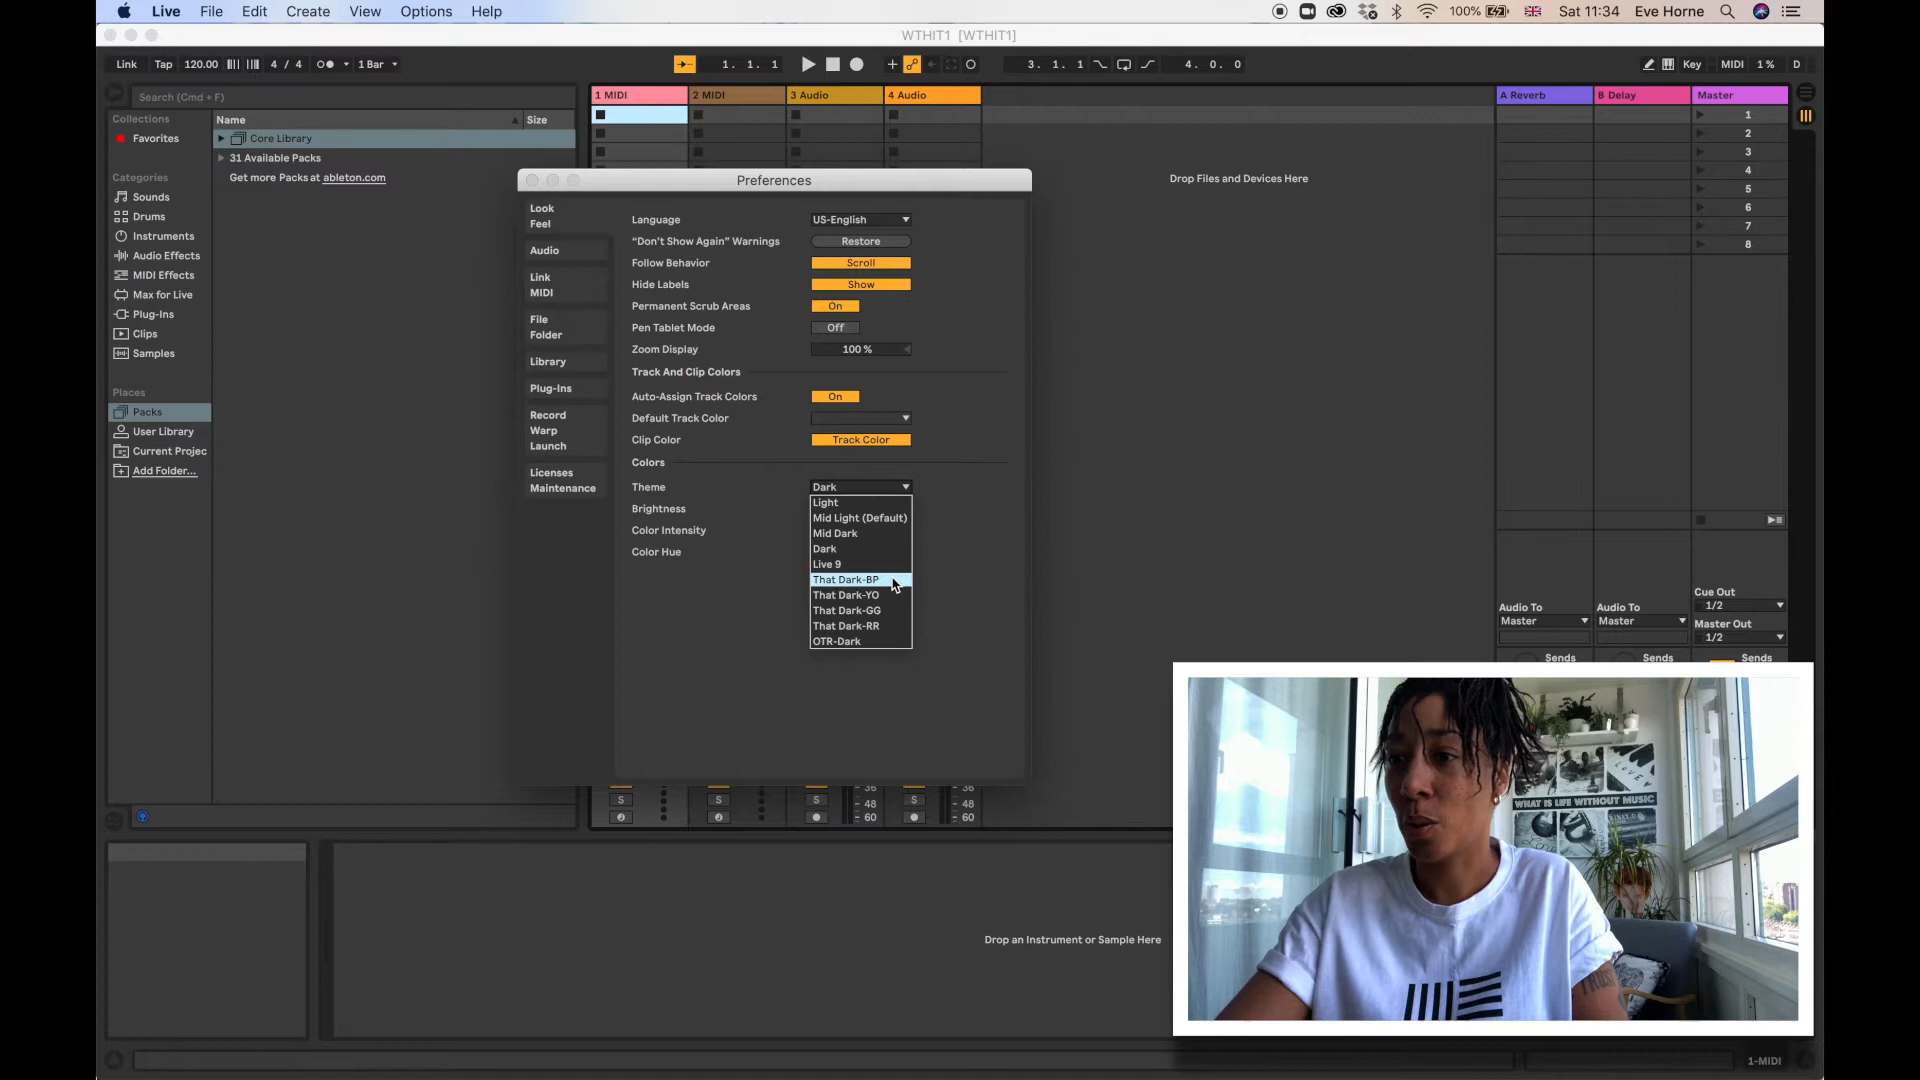 Live File Edit Create View Options Help
100% Sat 11:34 Eve Horne
WTHIT1 [WTHIT1]
Link Tap 120.00 4 / 4 1 Bar 1. 1. 1 3. 1. 1 4. 0. 0 Key MIDI 1 % D
Search (Cmd + F)
Collections
Favorites
Categories
Sounds
Drums
Instruments
Audio Effects
MIDI Effects
Max for Live
Plug-Ins
Clips
Samples
Places
Packs
User Library
Current Projec
Add Folder...
Name Size
Core Library
31 Available Packs
Get more Packs at ableton.com
1 MIDI 2 MIDI 3 Audio 4 Audio
Drop Files and Devices Here
A Reverb B Delay Master
1
2
3
4
5
6
7
8
Preferences
Look
Feel
Audio
Link
MIDI
File
Folder
Library
Plug-Ins
Record
Warp
Launch
Licenses
Maintenance
Language US-English
“Don't Show Again” Warnings Restore
Follow Behavior Scroll
Hide Labels Show
Permanent Scrub Areas On
Pen Tablet Mode Off
Zoom Display 100 %
Track And Clip Colors
Auto-Assign Track Colors On
Default Track Color
Clip Color Track Color
Colors
Theme Dark
Brightness
Color Intensity
Color Hue
Light
Mid Light (Default)
Mid Dark
Dark
Live 9
That Dark-BP
That Dark-YO
That Dark-GG
That Dark-RR
OTR-Dark
Cue Out
1/2
Audio To Audio To Master Out
Master Master 1/2
Sends Sends Sends
36 36
S S S 48 S 48
60 60
Drop an Instrument or Sample Here
1-MIDI
LOVE
WHAT IS LIFE WITHOUT MUSIC
TRUST